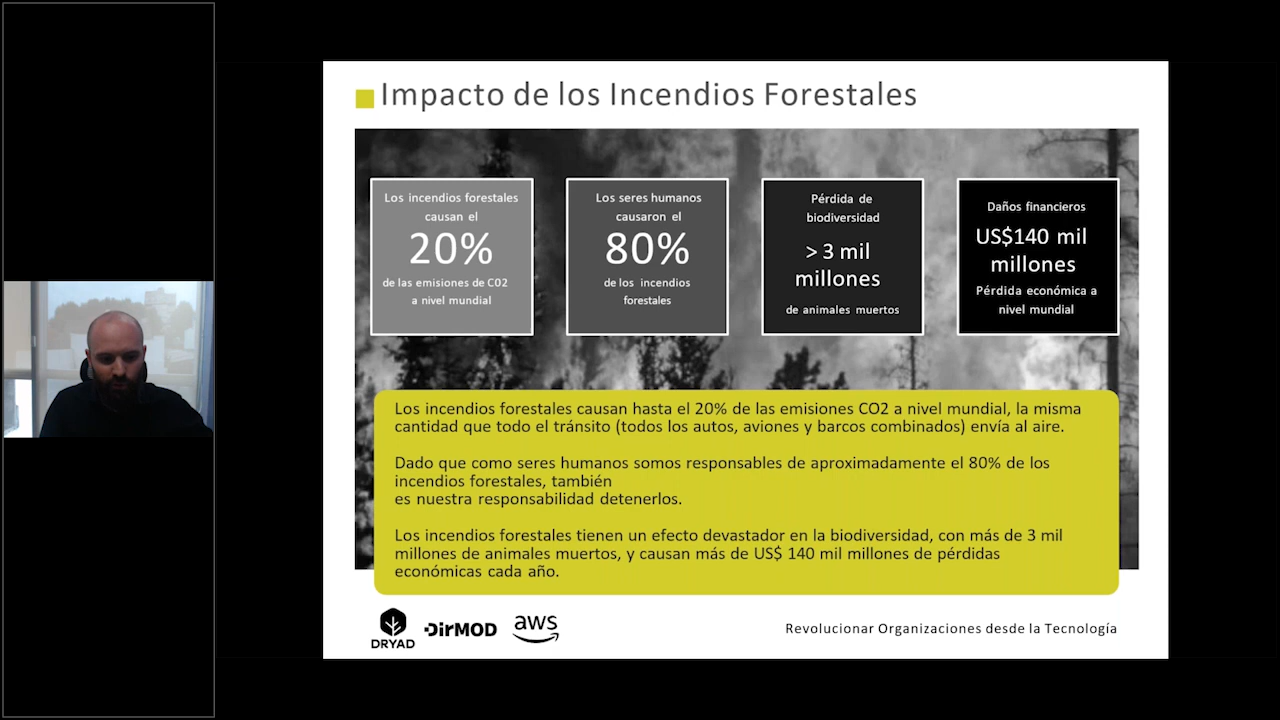 Impacto de los Incendios Forestales
Los incendios forestales
causan el
20%
de las emisiones de C02
a nivel mundial
Los seres humanos
causaron el
80%
de los incendios
forestales
Pérdida de
biodiversidad
> 3 mil
millones
de animales muertos
Daños financieros
US$140 mil
millones
Pérdida económica a
nivel mundial
Los incendios forestales causan hasta el 20% de las emisiones CO2 a nivel mundial, la misma
cantidad que todo el tránsito (todos los autos, aviones y barcos combinados) envía al aire.
Dado que como seres humanos somos responsables de aproximadamente el 80% de los
incendios forestales, también
es nuestra responsabilidad detenerlos.
Los incendios forestales tienen un efecto devastador en la biodiversidad, con más de 3 mil
millones de animales muertos, y causan más de US$ 140 mil millones de pérdidas
económicas cada año.
DRYAD
DirMOD
aws
Revolucionar Organizaciones desde la Tecnología